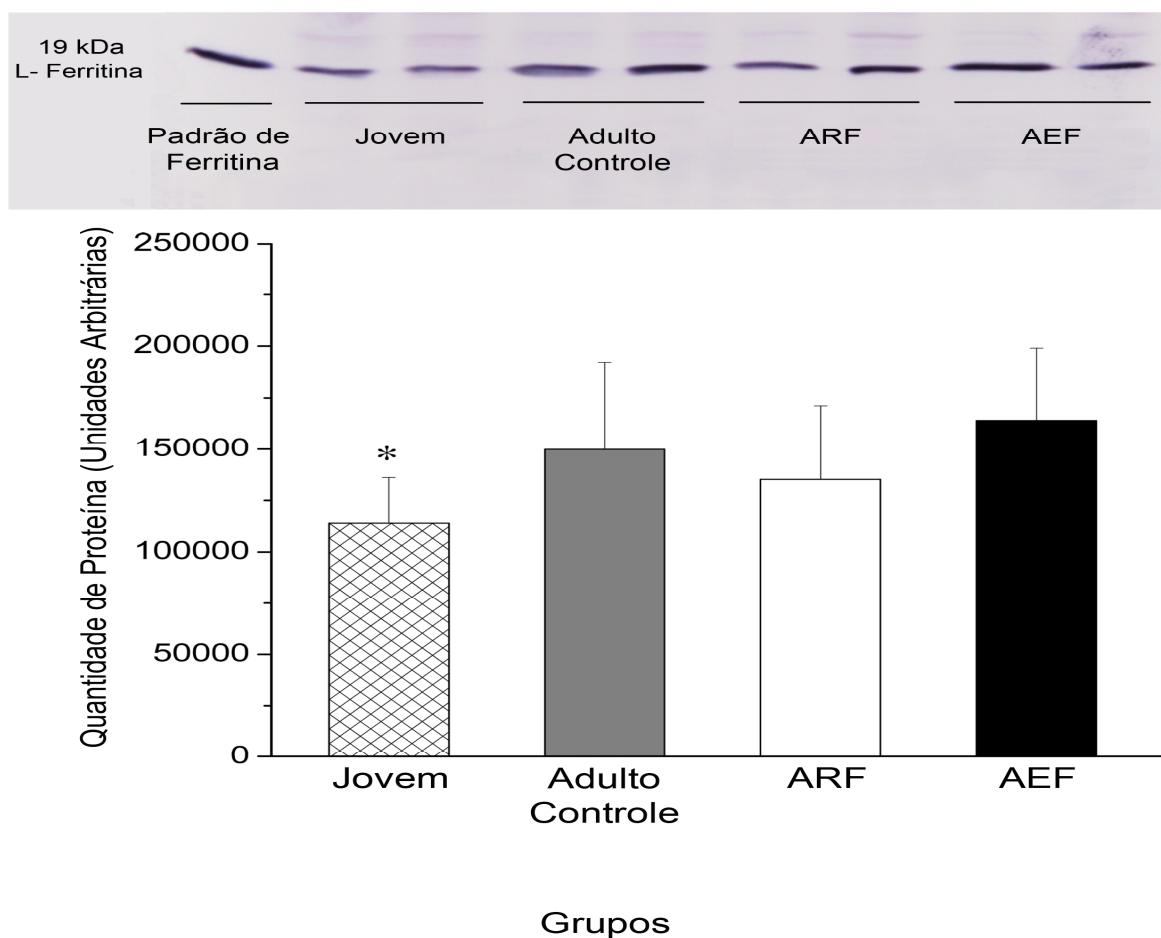 19 kDa
L- Ferritina
Padrão de
Ferritina
Jovem
Adulto
Controle
ARF
AEF
Quantidade de Proteína (Unidades Arbitrárias)
250000
200000
150000
100000
50000
0
*
Jovem
Adulto
Controle
ARF
AEF
Grupos